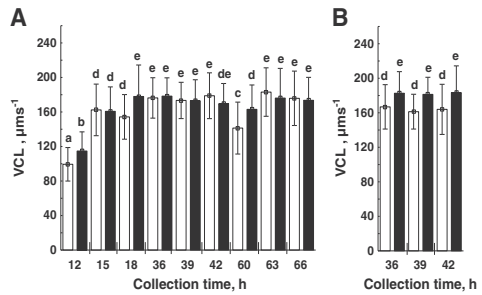 A
B
VCL , µms⁻¹
240
200
160
120
80
40
0
a b d d d e e e e e e de c d e e e e
12 15 18 36 39 42 60 63 66
Collection time, h
VCL , µms⁻¹
240
200
160
120
80
40
0
d e d e d e
36 39 42
Collection time, h